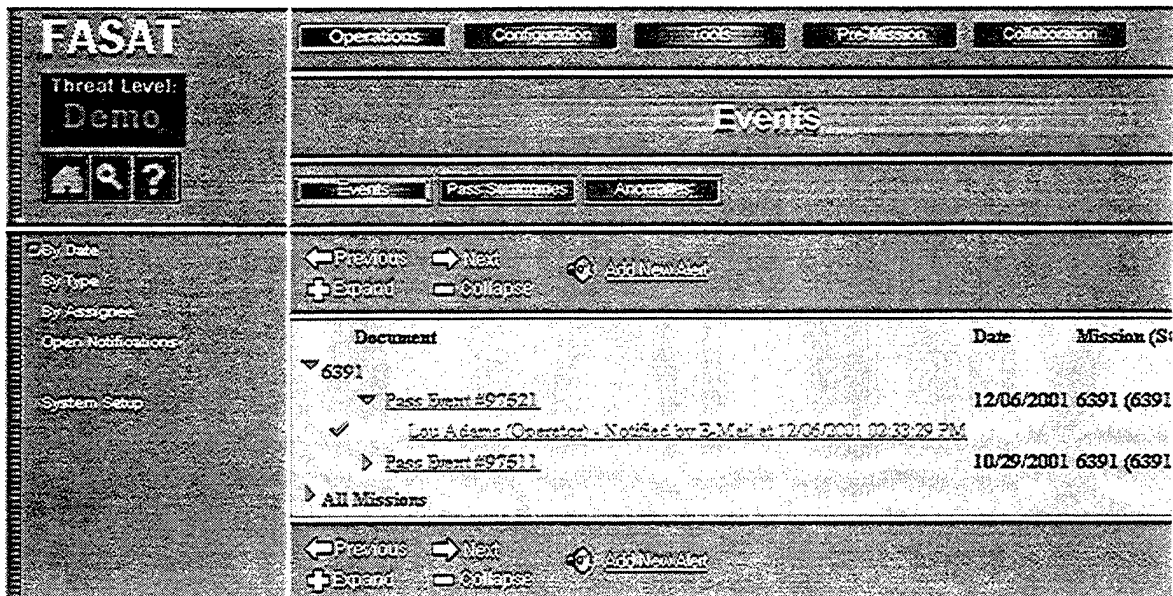 FASAT
Threat Level:
Demo
Operations Configuration Tools Pre-Mission Collaboration
Events
Events Pass Summaries Anomalies
By Date
By Type
By Assignee
Open Notifications
System Setup
Previous Next Add New Alert
Expand Collapse
Document Date Mission (S
6391
Pass Event #97521 12/06/2001 6391 (6391
Lou Adams (Operator) - Notified by E-Mail at 12/06/2001 02:33:29 PM
Pass Event #97511 10/29/2001 6391 (6391
All Missions
Previous Next Add New Alert
Expand Collapse